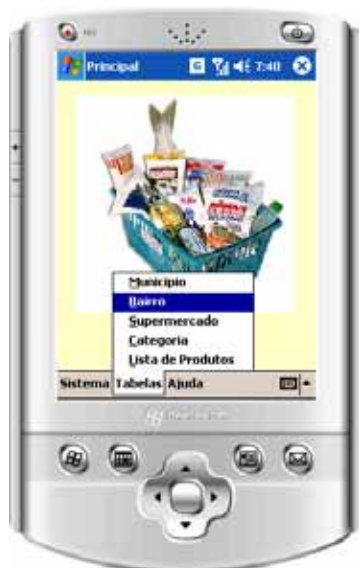 Principal G 7:40
Município
Bairro
Supermercado
Categoria
Lista de Produtos
Sistema Tabelas Ajuda